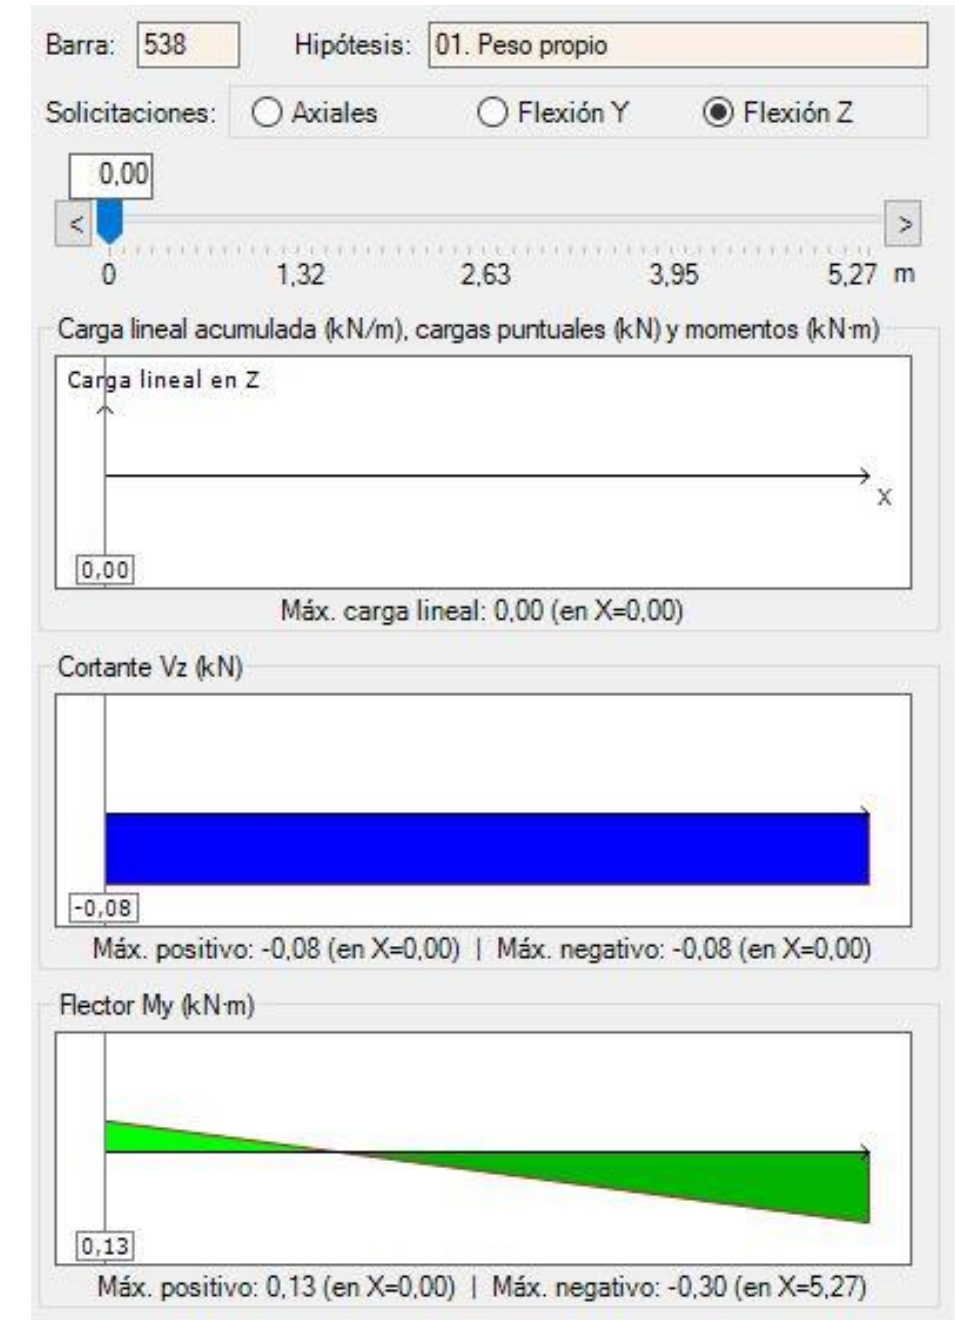 Barra: 538 Hipótesis: 01. Peso propio
Solicitaciones: Axiales Flexión Y Flexión Z
0,00
< >
0 1,32 2,63 3,95 5,27 m
Carga lineal acumulada (kN/m), cargas puntuales (kN) y momentos (kN·m)
Carga lineal en Z
X
0,00
Máx. carga lineal: 0,00 (en X=0,00)
Cortante Vz (kN)
-0,08
Máx. positivo: -0,08 (en X=0,00) | Máx. negativo: -0,08 (en X=0,00)
Flector My (kN·m)
0,13
Máx. positivo: 0,13 (en X=0,00) | Máx. negativo: -0,30 (en X=5,27)